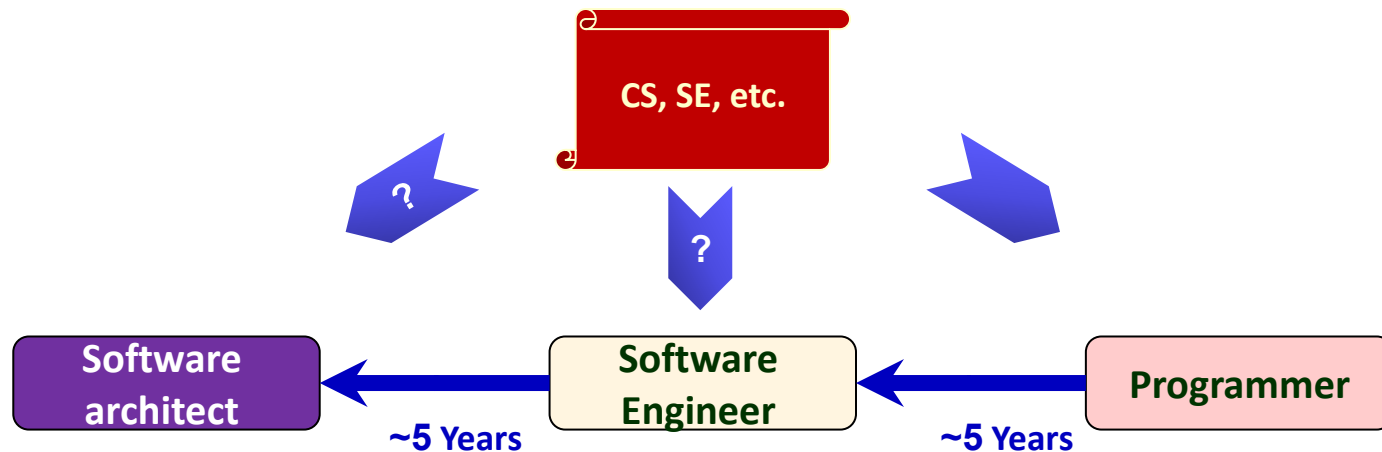 CS, SE, etc.
?
?
Software
architect
Software
Engineer
Programmer
~5 Years
~5 Years